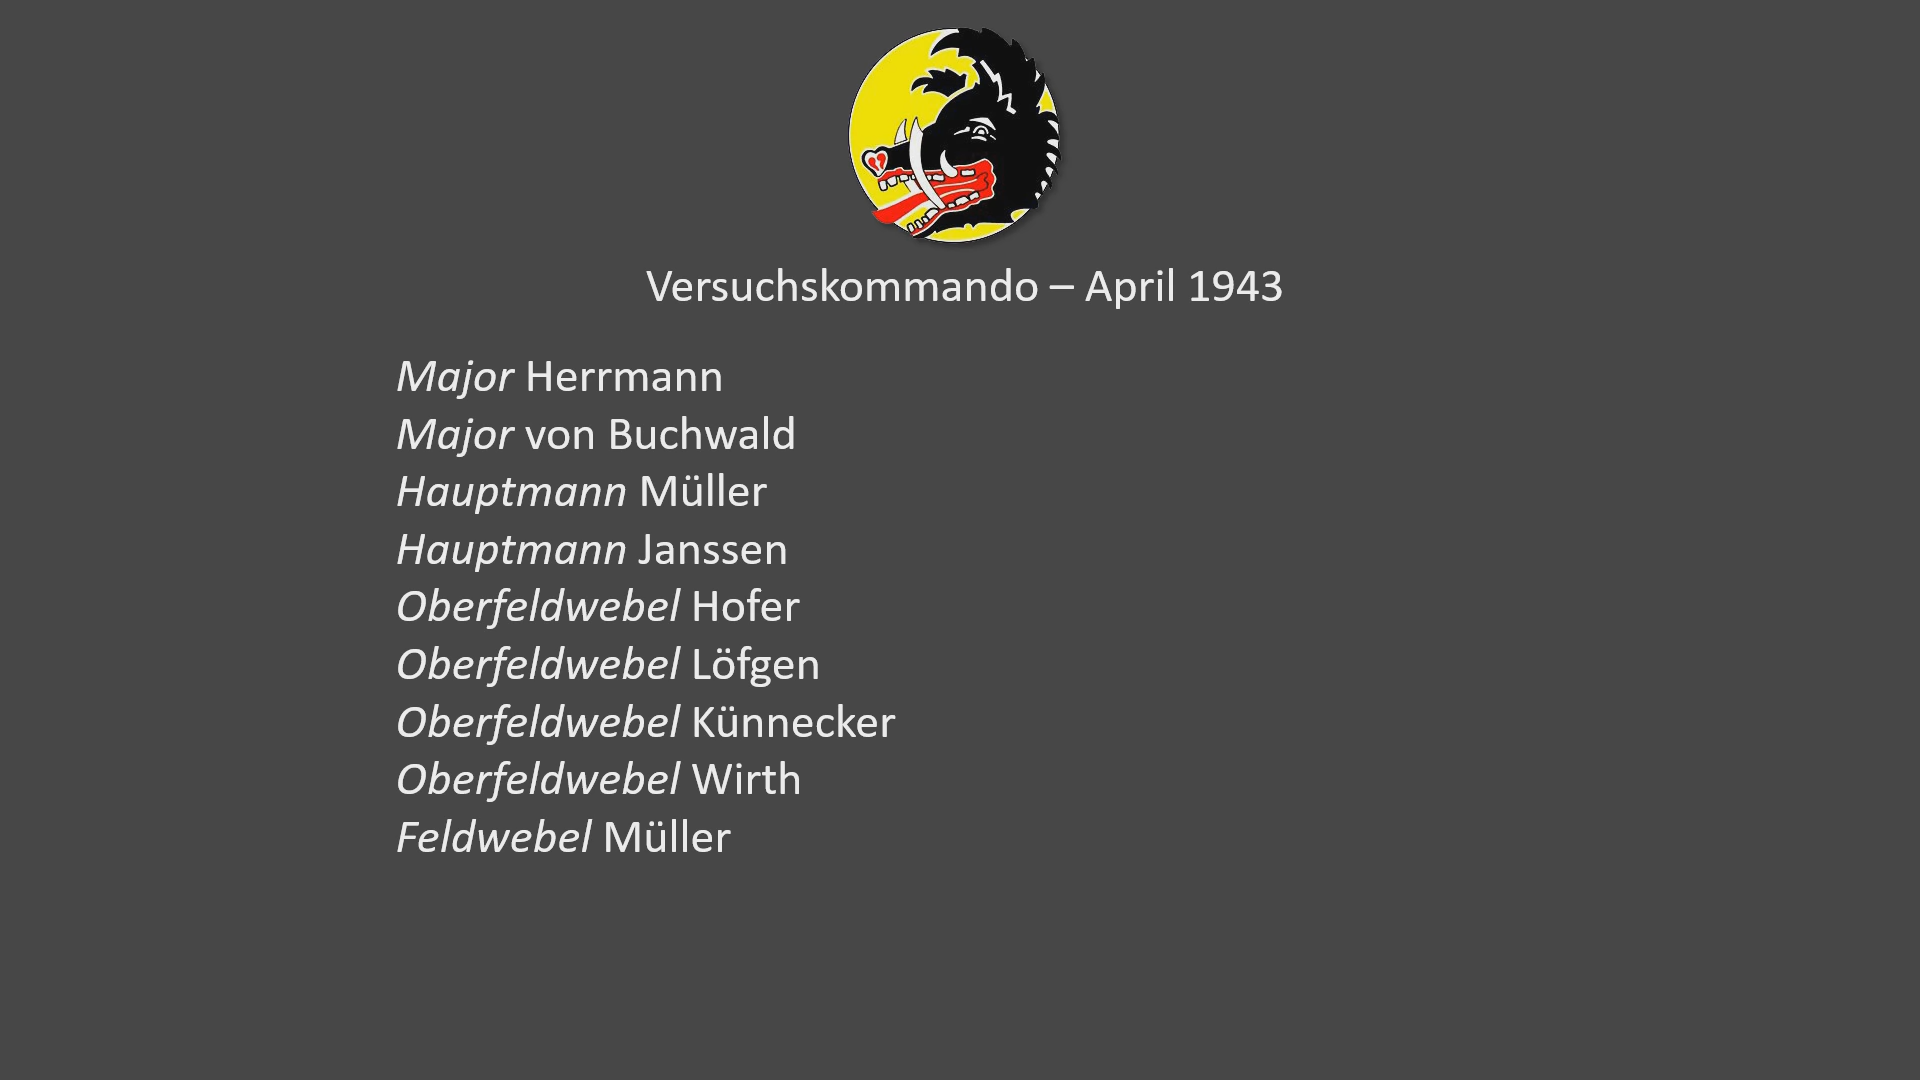 Versuchskommando – April 1943
Major Herrmann
Major von Buchwald
Hauptmann Müller
Hauptmann Janssen
Oberfeldwebel Hofer
Oberfeldwebel Löfgen
Oberfeldwebel Künnecker
Oberfeldwebel Wirth
Feldwebel Müller